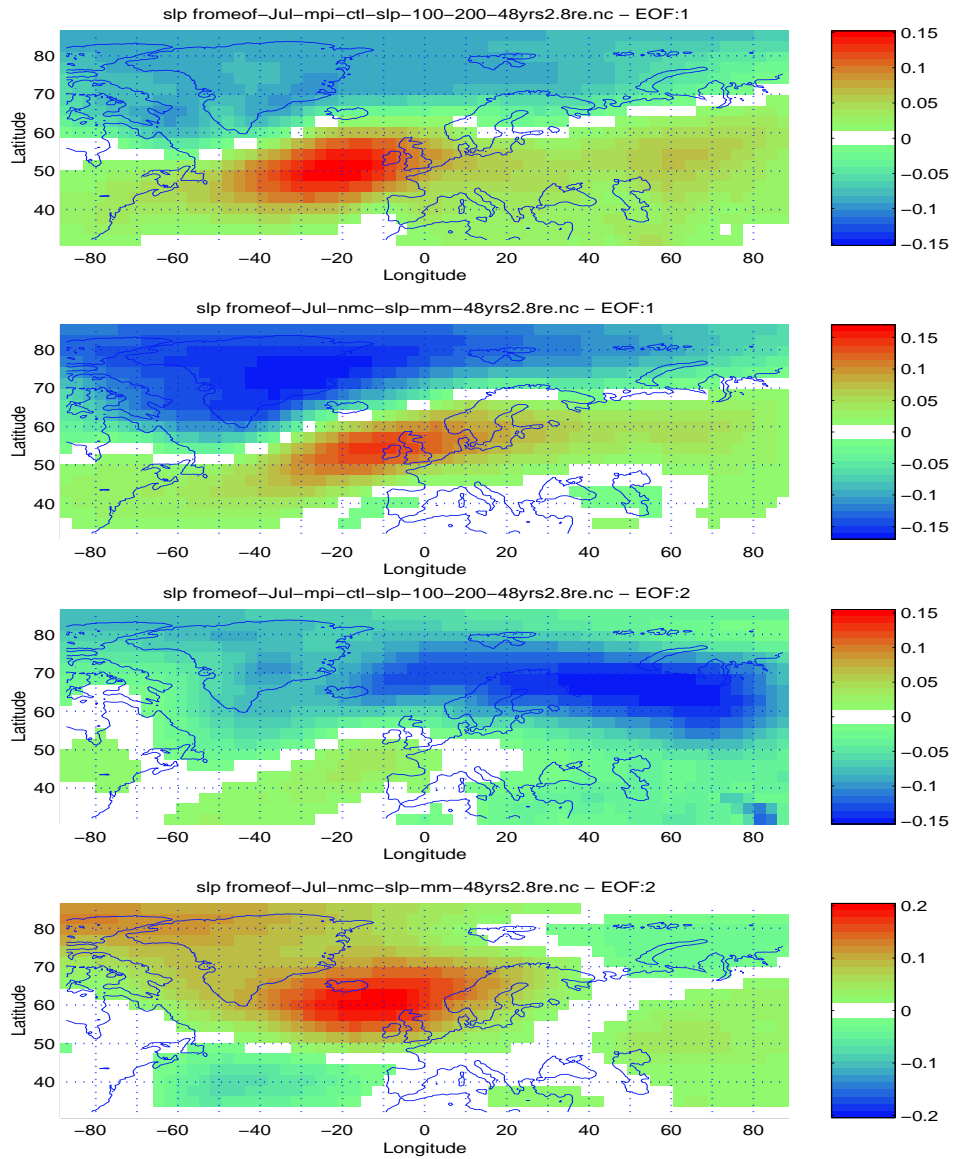 slp fromeof−Jul−mpi−ctl−slp−100−200−48yrs2.8re.nc − EOF:1
80
70
60
50
40
Latitude
−80 −60 −40 −20 0 20 40 60 80
Longitude
0.15
0.1
0.05
0
−0.05
−0.1
−0.15
slp fromeof−Jul−nmc−slp−mm−48yrs2.8re.nc − EOF:1
80
70
60
50
40
Latitude
−80 −60 −40 −20 0 20 40 60 80
Longitude
0.15
0.1
0.05
0
−0.05
−0.1
−0.15
slp fromeof−Jul−mpi−ctl−slp−100−200−48yrs2.8re.nc − EOF:2
80
70
60
50
40
Latitude
−80 −60 −40 −20 0 20 40 60 80
Longitude
0.15
0.1
0.05
0
−0.05
−0.1
−0.15
slp fromeof−Jul−nmc−slp−mm−48yrs2.8re.nc − EOF:2
80
70
60
50
40
Latitude
−80 −60 −40 −20 0 20 40 60 80
Longitude
0.2
0.1
0
−0.1
−0.2